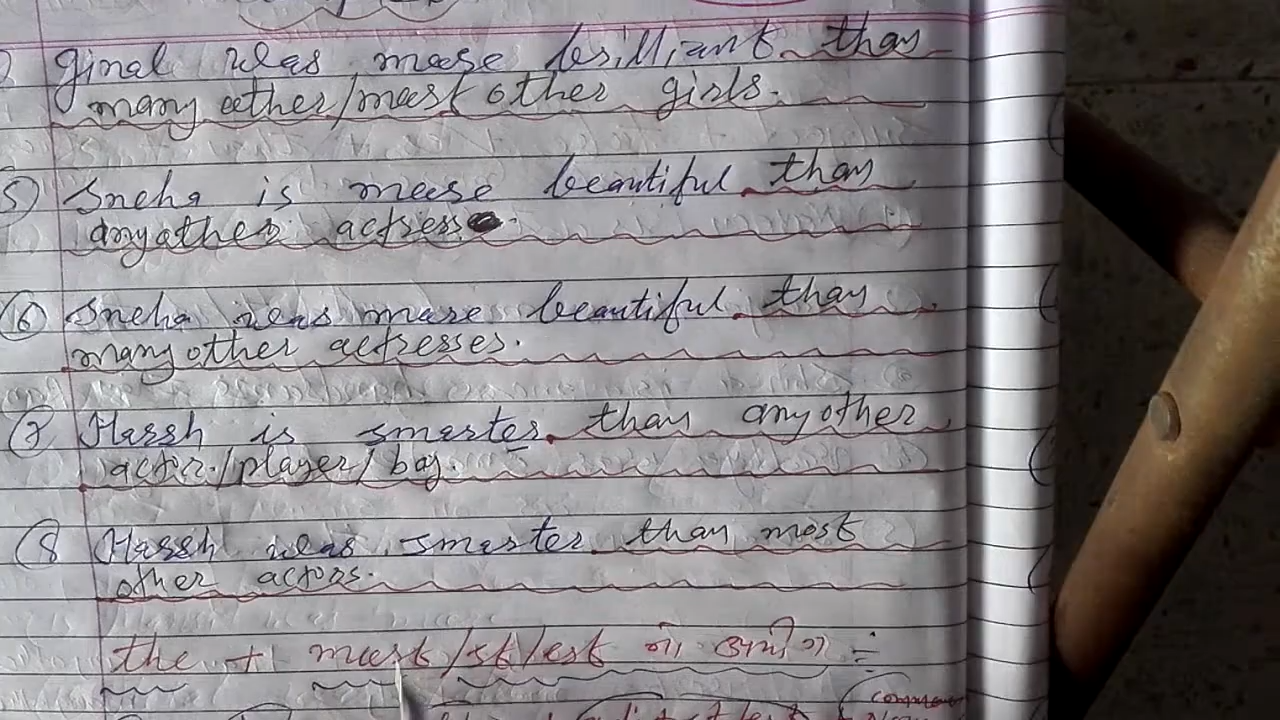 Ginal was more brilliant than
many other/most other girls.
5) Sneha is more beautiful than
any other actress.
6) Sneha was more beautiful than
many other actresses.
7) Harsh is smarter than any other
actor/player/boy.
8) Harsh was smarter than most
other actors.
the + most/st/est નો ઉપયોગ :-
common